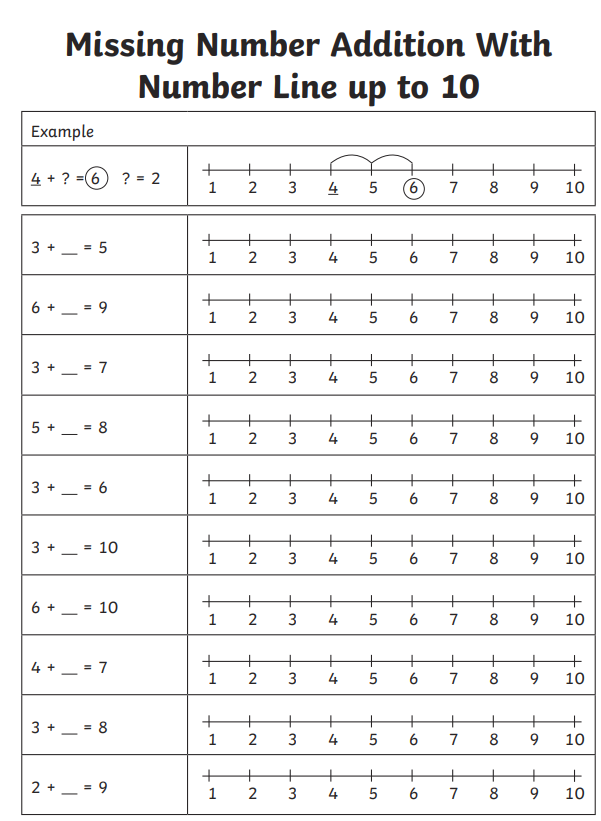 Missing Number Addition With
Number Line up to 10
Example
4 + ? = 6 ? = 2
1 2 3 4 5 6 7 8 9 10
3 + __ = 5
1 2 3 4 5 6 7 8 9 10
6 + __ = 9
1 2 3 4 5 6 7 8 9 10
3 + __ = 7
1 2 3 4 5 6 7 8 9 10
5 + __ = 8
1 2 3 4 5 6 7 8 9 10
3 + __ = 6
1 2 3 4 5 6 7 8 9 10
3 + __ = 10
1 2 3 4 5 6 7 8 9 10
6 + __ = 10
1 2 3 4 5 6 7 8 9 10
4 + __ = 7
1 2 3 4 5 6 7 8 9 10
3 + __ = 8
1 2 3 4 5 6 7 8 9 10
2 + __ = 9
1 2 3 4 5 6 7 8 9 10